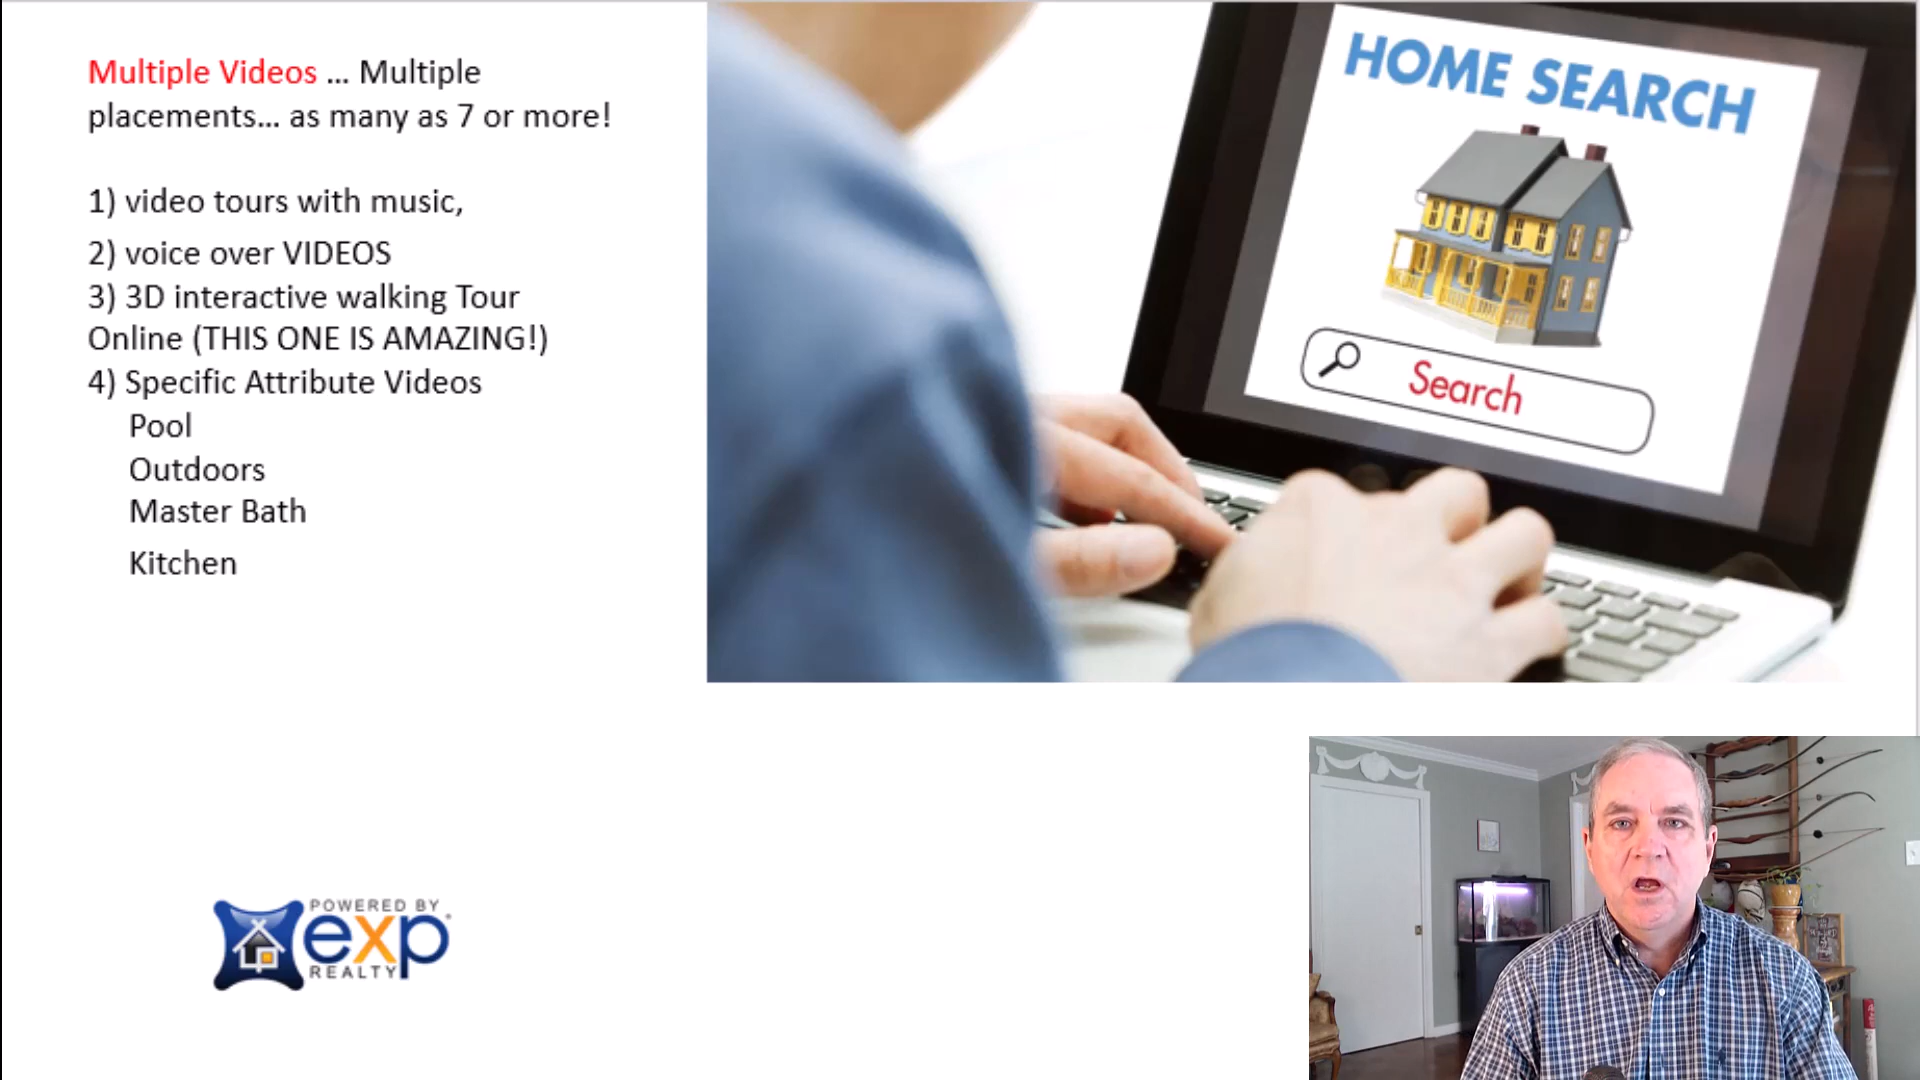 Multiple Videos ... Multiple
placements... as many as 7 or more!
1) video tours with music,
2) voice over VIDEOS
3) 3D interactive walking Tour
Online (THIS ONE IS AMAZING!)
4) Specific Attribute Videos
Pool
Outdoors
Master Bath
Kitchen
HOME SEARCH
Search
POWERED BY
exp
REALTY